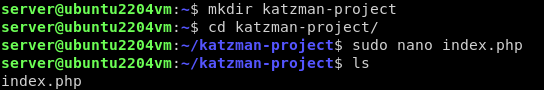 server@ubuntu2204vm:~$ mkdir katzman-project
server@ubuntu2204vm:~$ cd katzman-project/
server@ubuntu2204vm:~/katzman-project$ sudo nano index.php
server@ubuntu2204vm:~/katzman-project$ ls
index.php